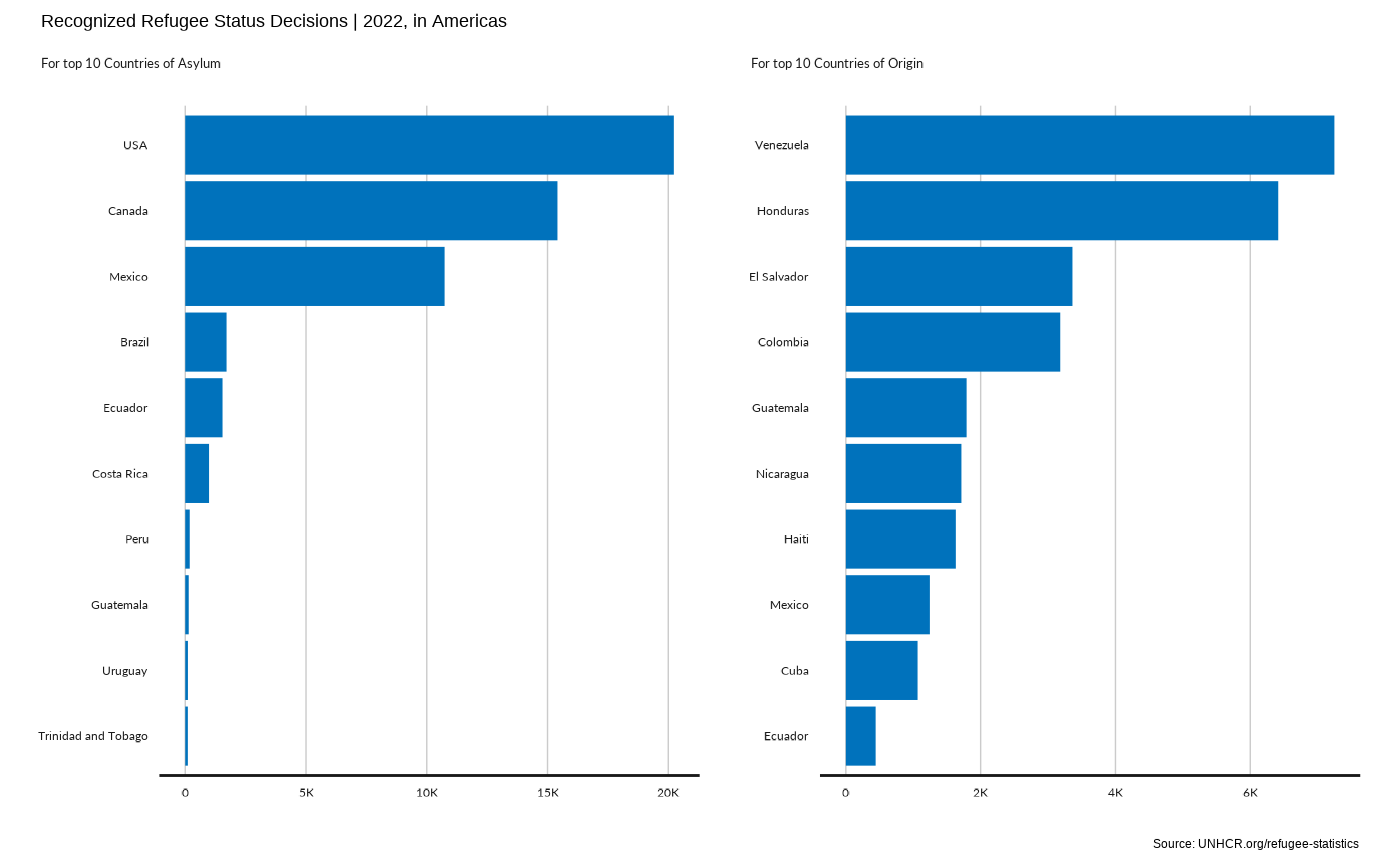 Recognized Refugee Status Decisions | 2022, in Americas
For top 10 Countries of Asylum
USA
Canada
Mexico
Brazil
Ecuador
Costa Rica
Peru
Guatemala
Uruguay
Trinidad and Tobago
0 5K 10K 15K 20K
For top 10 Countries of Origin
Venezuela
Honduras
El Salvador
Colombia
Guatemala
Nicaragua
Haiti
Mexico
Cuba
Ecuador
0 2K 4K 6K
Source: UNHCR.org/refugee-statistics